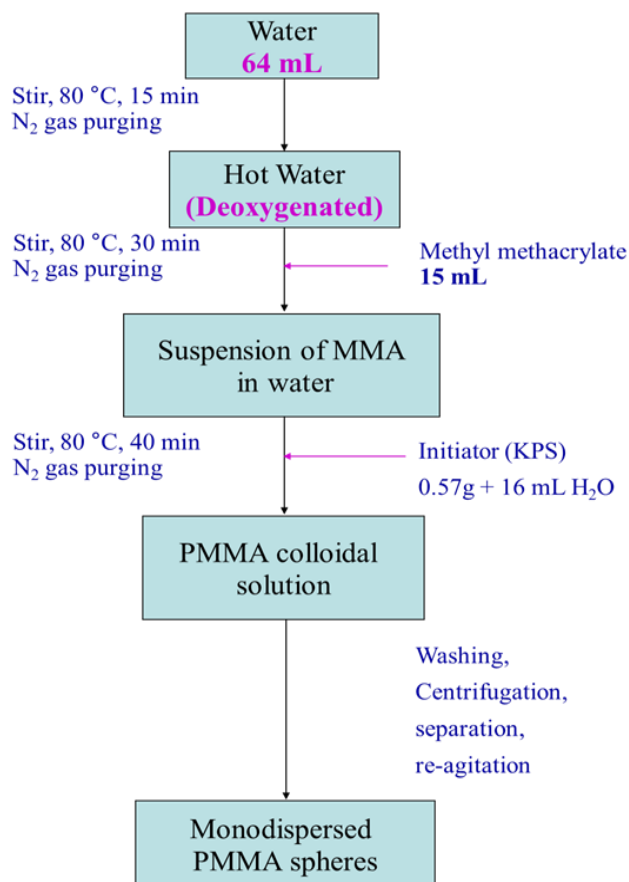 Water
64 mL
Stir, 80 °C, 15 min
N₂ gas purging
Hot Water
(Deoxygenated)
Stir, 80 °C, 30 min
N₂ gas purging
Methyl methacrylate
15 mL
Suspension of MMA
in water
Stir, 80 °C, 40 min
N₂ gas purging
Initiator (KPS)
0.57g + 16 mL H₂O
PMMA colloidal
solution
Washing,
Centrifugation,
separation,
re-agitation
Monodispersed
PMMA spheres